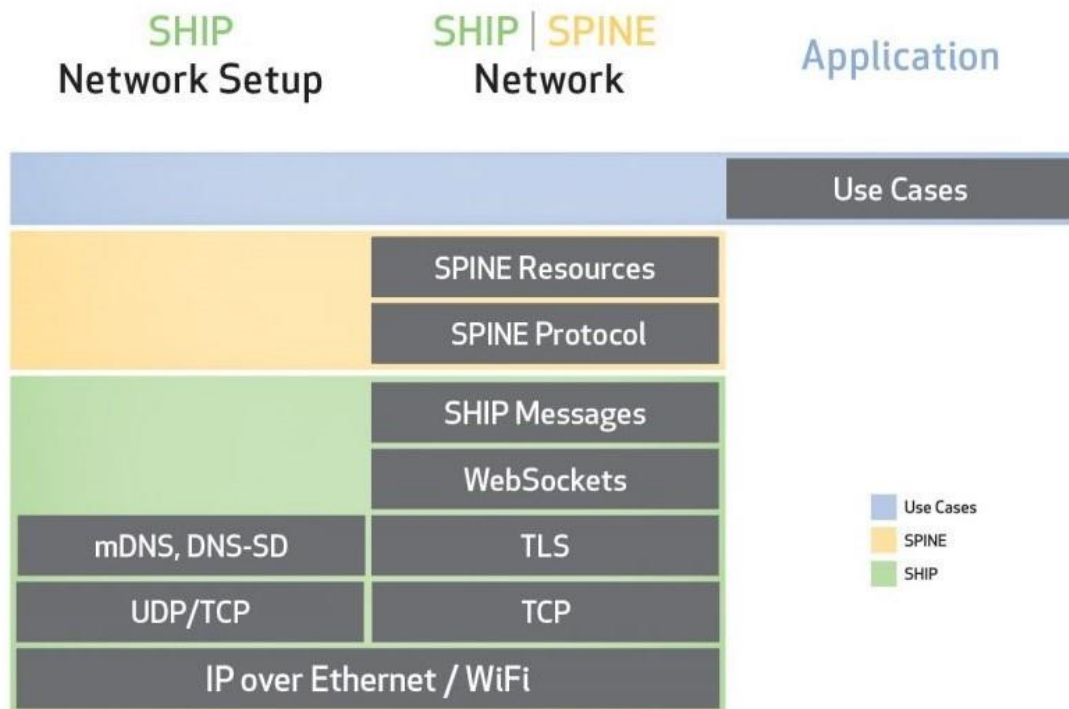 SHIP
Network Setup
SHIP | SPINE
Network
Application
Use Cases
SPINE Resources
SPINE Protocol
SHIP Messages
WebSockets
mDNS, DNS-SD
TLS
UDP/TCP
TCP
IP over Ethernet / WiFi
Use Cases
SPINE
SHIP